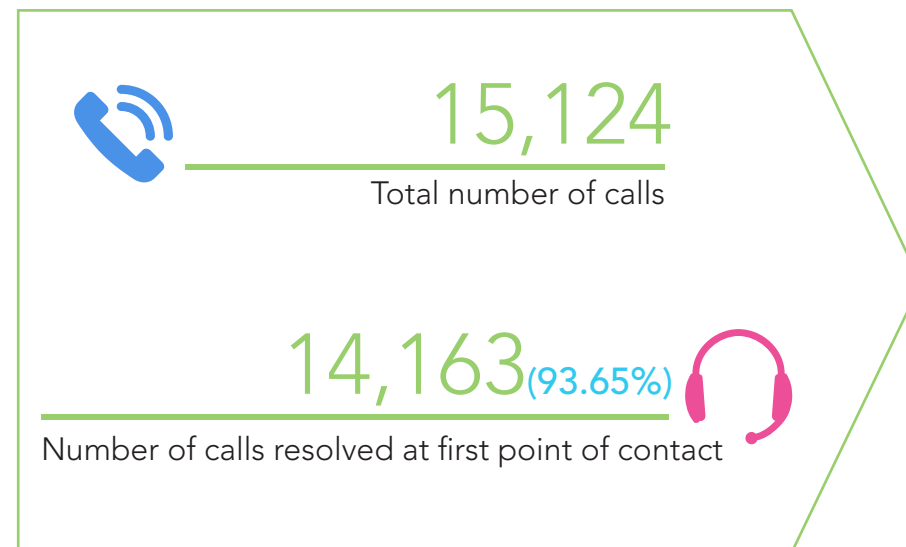 15,124
Total number of calls
14,163(93.65%)
Number of calls resolved at first point of contact